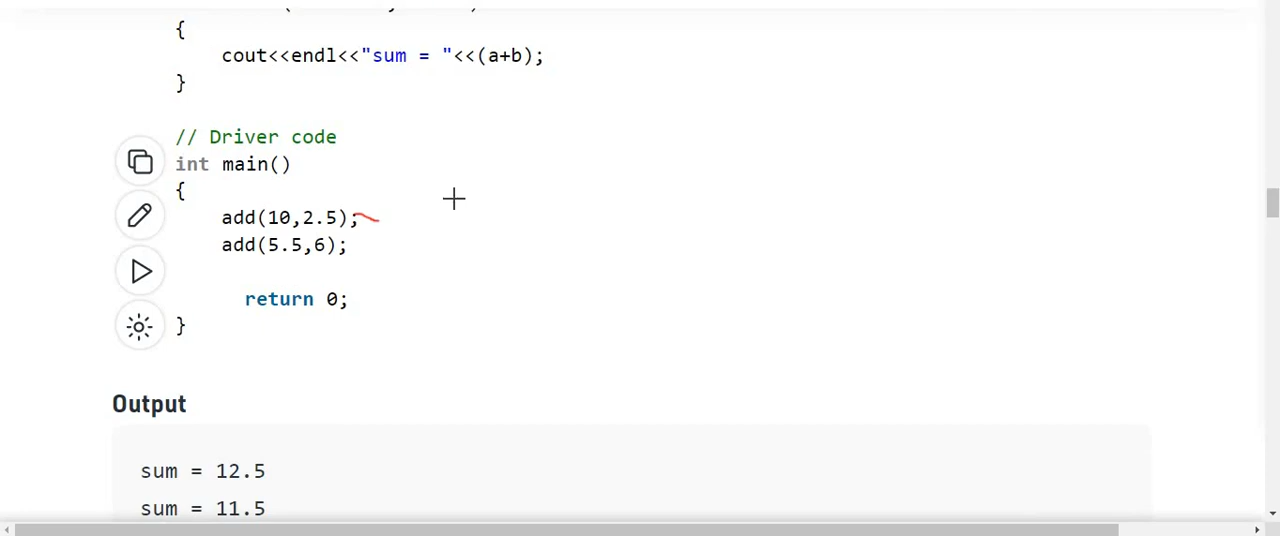 {
cout<<endl<<"sum = "<<(a+b);
}
// Driver code
int main()
{
add(10,2.5);
add(5.5,6);
return 0;
}
Output
sum = 12.5
sum = 11.5